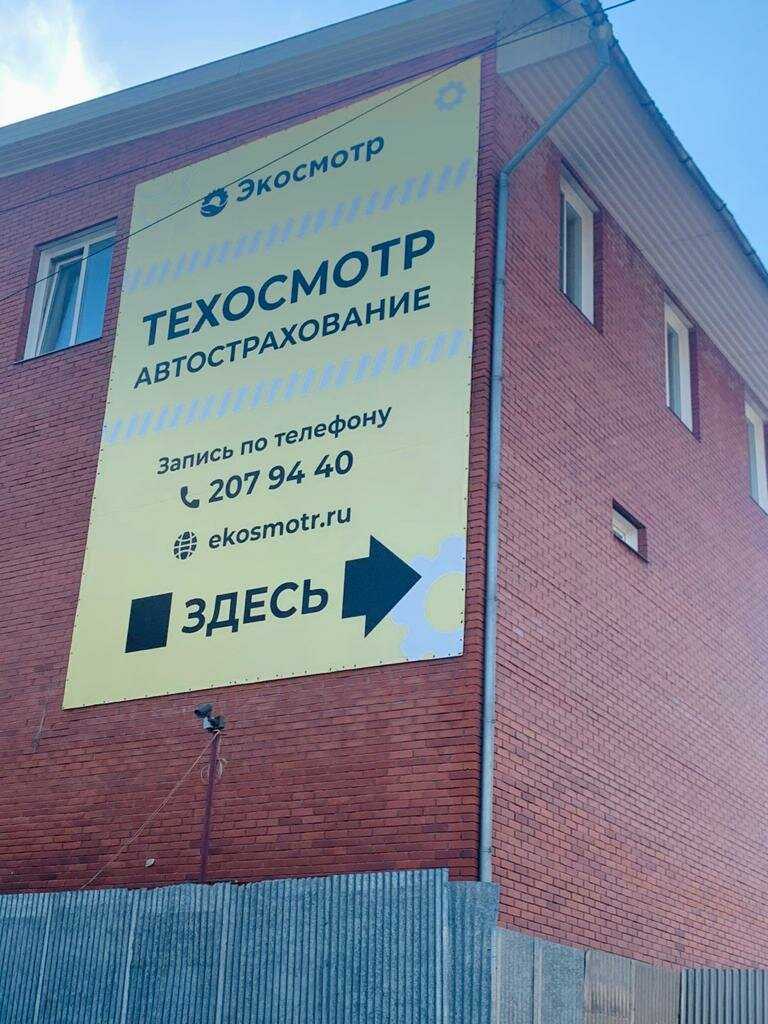 Экосмотр
ТЕХОСМОТР
АВТОСТРАХОВАНИЕ
Запись по телефону
207 94 40
ekosmotr.ru
ЗДЕСЬ